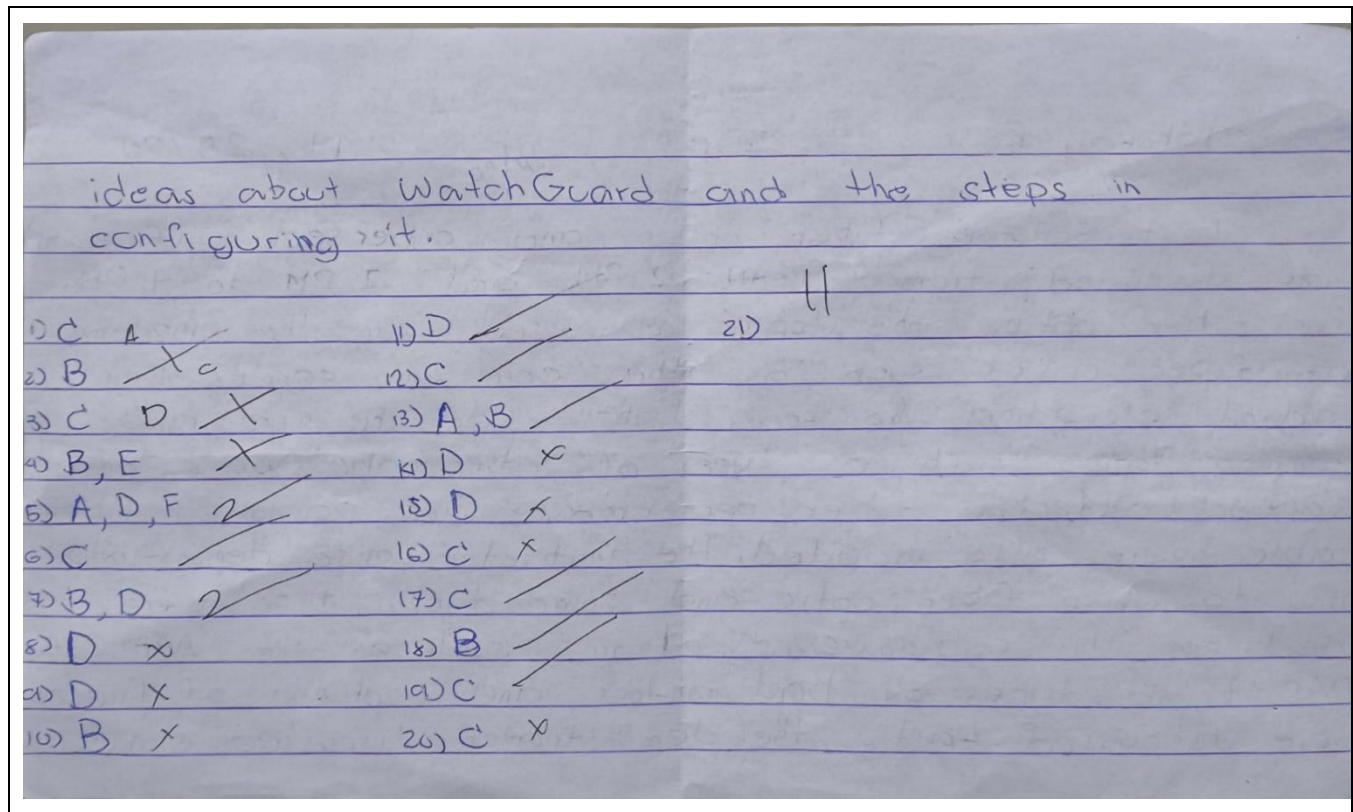 ideas about WatchGuard and the steps in
configuring it.
11
1) C A
2) B X C
3) C D X
4) B, E X
5) A, D, F 2
6) C
7) B, D 2
8) D X
9) D X
10) B X
11) D
12) C
13) A, B
14) D X
15) D X
16) C X
17) C
18) B
19) C
20) C X
21)